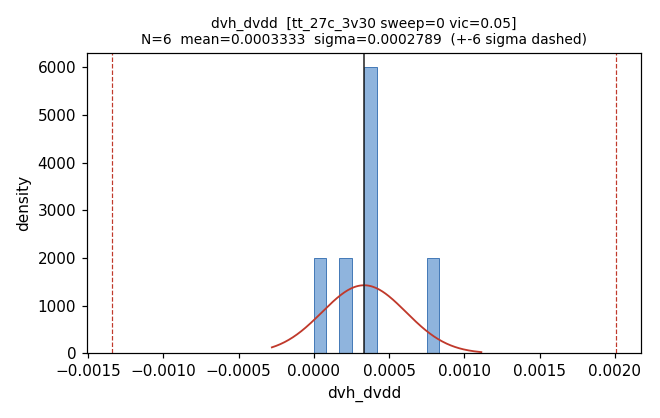 dvh_dvdd  [tt_27c_3v30 sweep=0 vic=0.05]
N=6  mean=0.0003333  sigma=0.0002789  (+-6 sigma dashed)
6000
5000
4000
3000
2000
1000
0
density
−0.0015 −0.0010 −0.0005 0.0000 0.0005 0.0010 0.0015 0.0020
dvh_dvdd